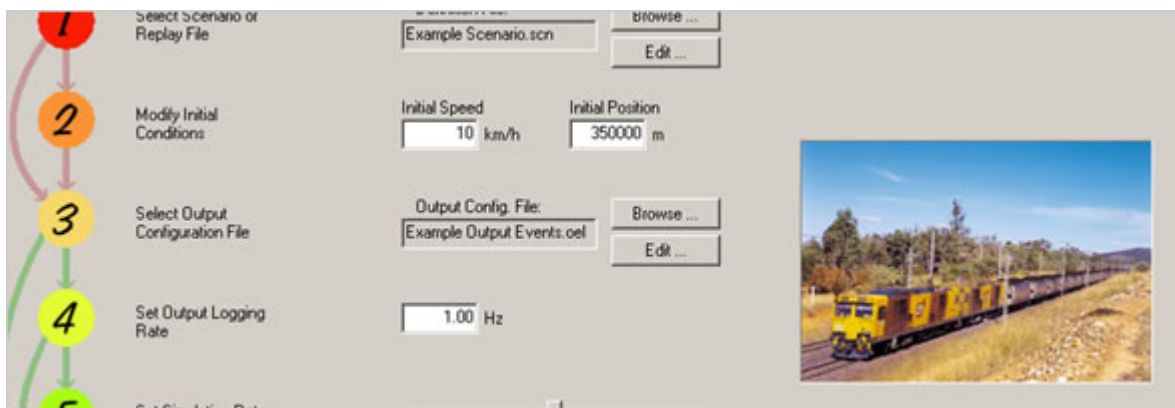 1
Select Scenario or
Replay File
Example Scenario.scn
Browse ...
Edit ...
2
Modify Initial
Conditions
Initial Speed
10 km/h
Initial Position
350000 m
3
Select Output
Configuration File
Output Config. File:
Example Output Events.oel
Browse ...
Edit ...
4
Set Output Logging
Rate
1.00 Hz
5